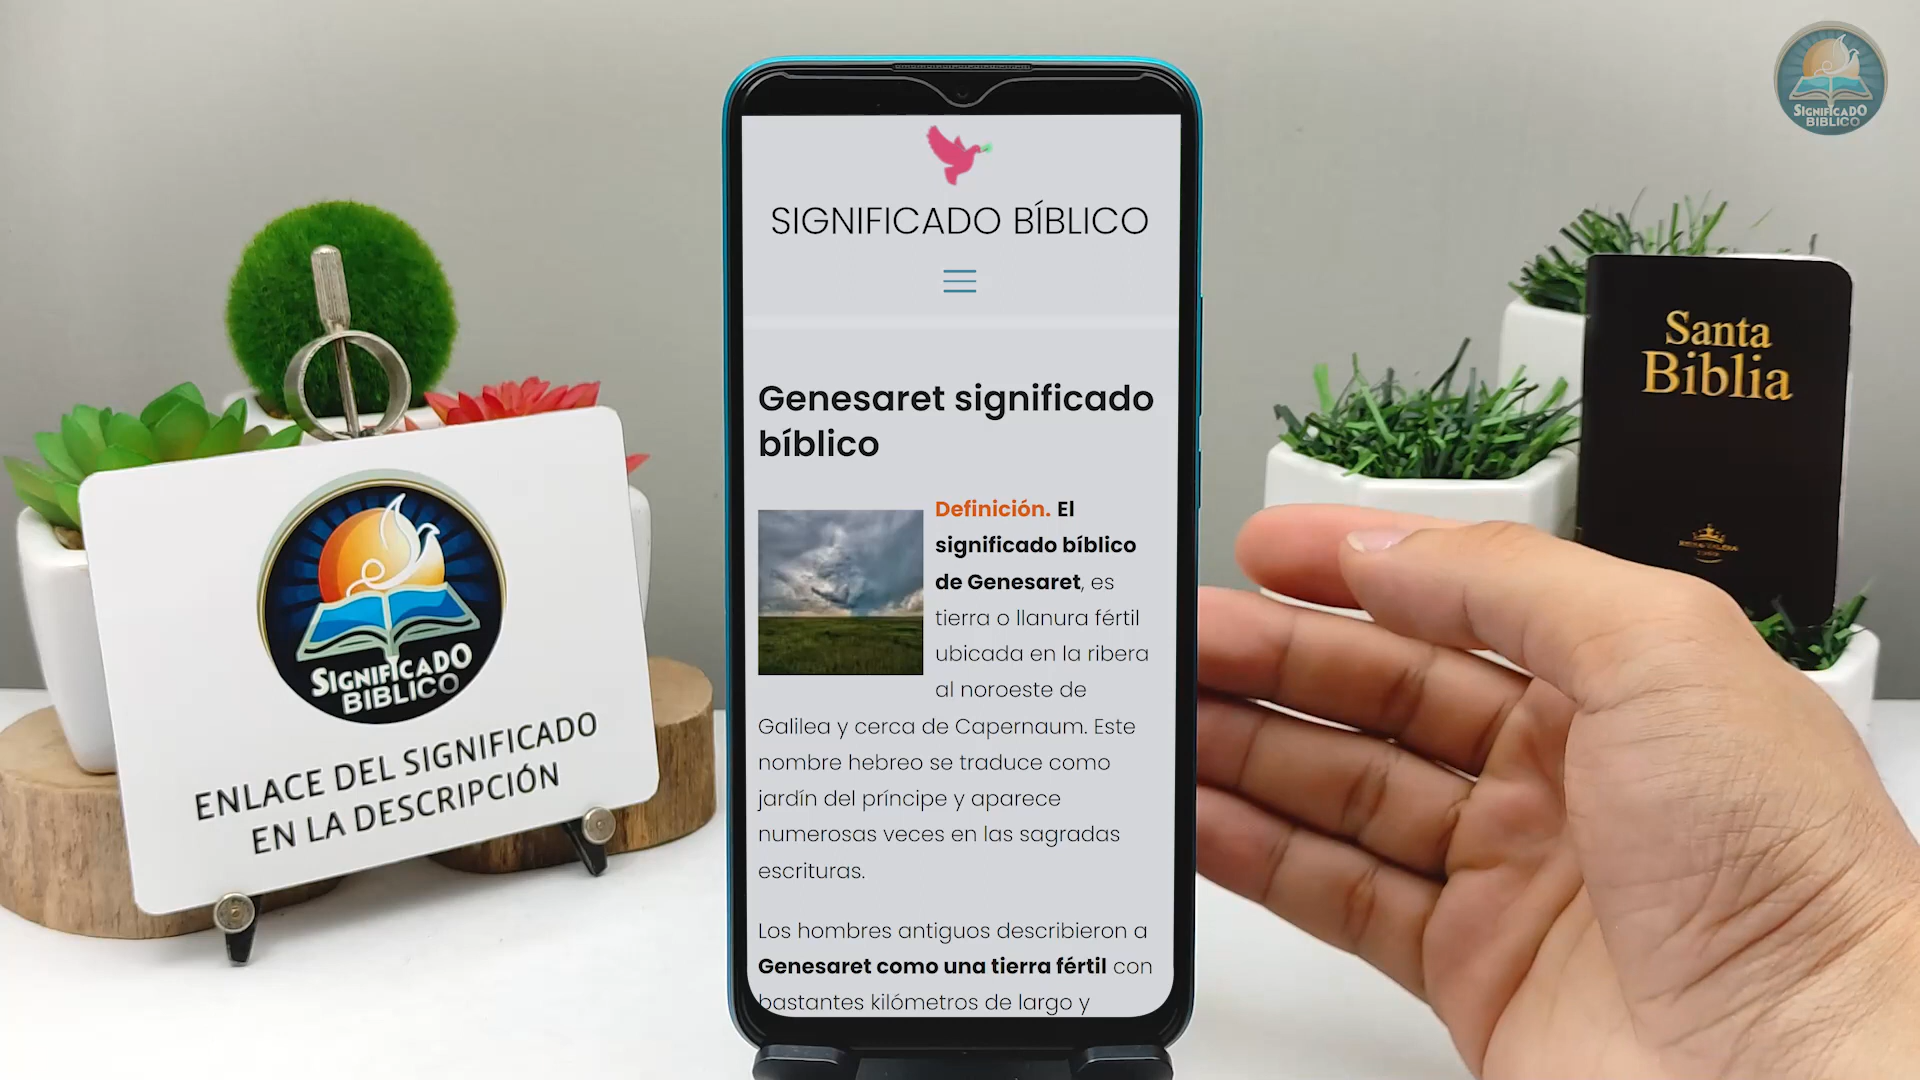 SIGNIFICADO
BIBLICO
SIGNIFICADO BÍBLICO
Genesaret significado
bíblico
Definición. El
significado bíblico
de Genesaret, es
tierra o llanura fértil
ubicada en la ribera
al noroeste de
Galilea y cerca de Capernaum. Este
nombre hebreo se traduce como
jardín del príncipe y aparece
numerosas veces en las sagradas
escrituras.
Los hombres antiguos describieron a
Genesaret como una tierra fértil con
bastantes kilómetros de largo y
SIGNIFICADO
BIBLICO
ENLACE DEL SIGNIFICADO
EN LA DESCRIPCIÓN
Santa
Biblia